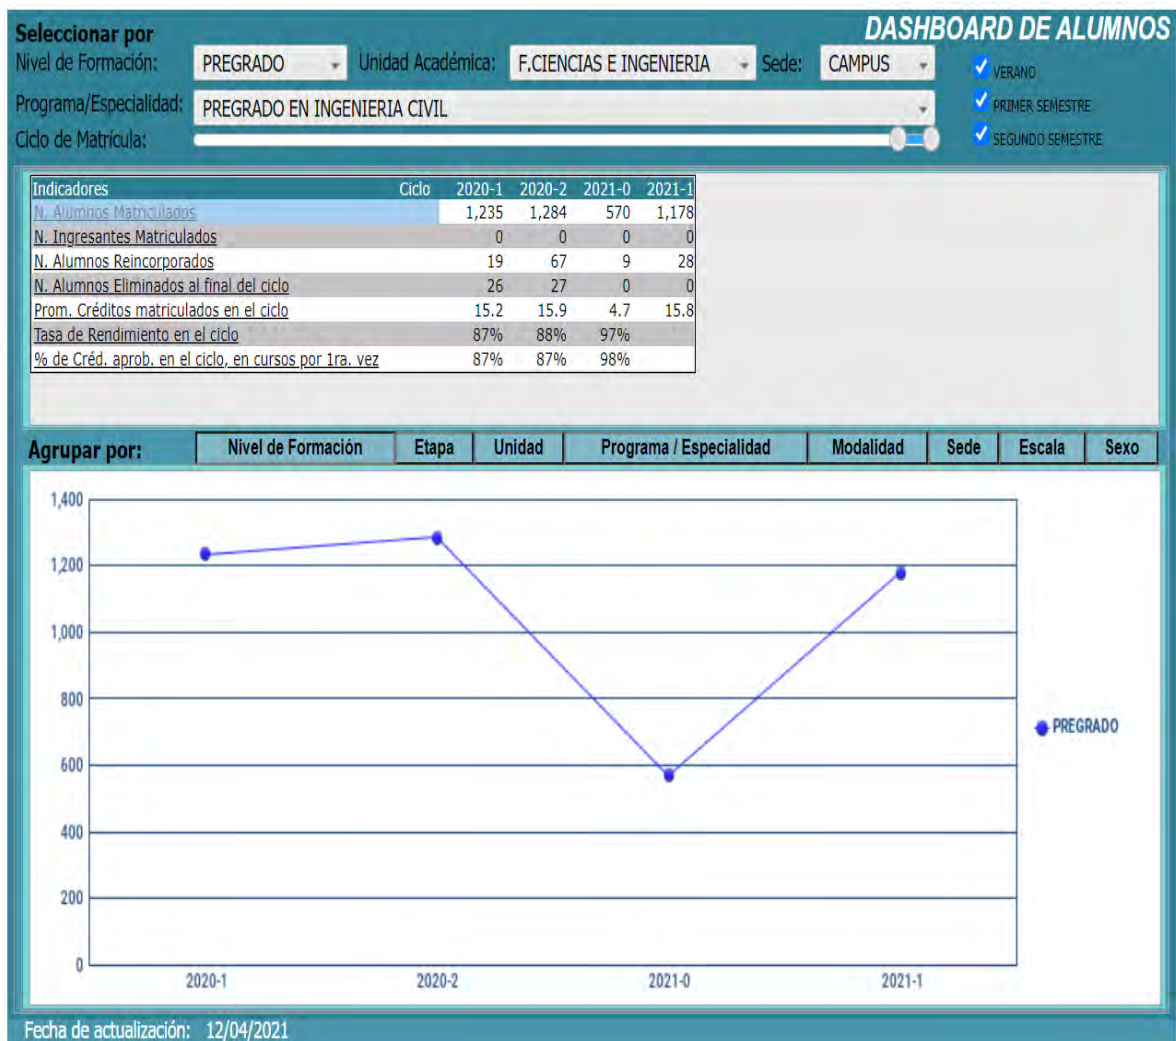 Seleccionar por
DASHBOARD DE ALUMNOS
Nivel de Formación: PREGRADO Unidad Académica: F.CIENCIAS E INGENIERIA Sede: CAMPUS
VERANO
Programa/Especialidad: PREGRADO EN INGENIERIA CIVIL
PRIMER SEMESTRE
Ciclo de Matrícula:
SEGUNDO SEMESTRE
Indicadores Ciclo 2020-1 2020-2 2021-0 2021-1
N. Alumnos Matriculados 1,235 1,284 570 1,178
N. Ingresantes Matriculados 0 0 0 0
N. Alumnos Reincorporados 19 67 9 28
N. Alumnos Eliminados al final del ciclo 26 27 0 0
Prom. Créditos matriculados en el ciclo 15.2 15.9 4.7 15.8
Tasa de Rendimiento en el ciclo 87% 88% 97%
% de Créd. aprob. en el ciclo, en cursos por 1ra. vez 87% 87% 98%
Agrupar por: Nivel de Formación Etapa Unidad Programa / Especialidad Modalidad Sede Escala Sexo
1,400
1,200
1,000
800
PREGRADO
600
400
200
0
2020-1 2020-2 2021-0 2021-1
Fecha de actualización: 12/04/2021